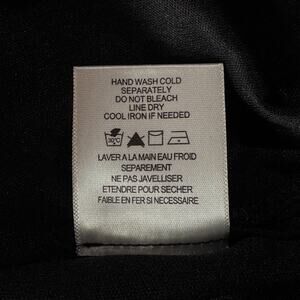 HAND WASH COLD
SEPARATELY
DO NOT BLEACH
LINE DRY
COOL IRON IF NEEDED
30°C
LAVER A LA MAIN EAU FROID
SEPAREMENT
NE PAS JAVELLISER
ETENDRE POUR SECHER
FAIBLE EN FER SI NECESSAIRE